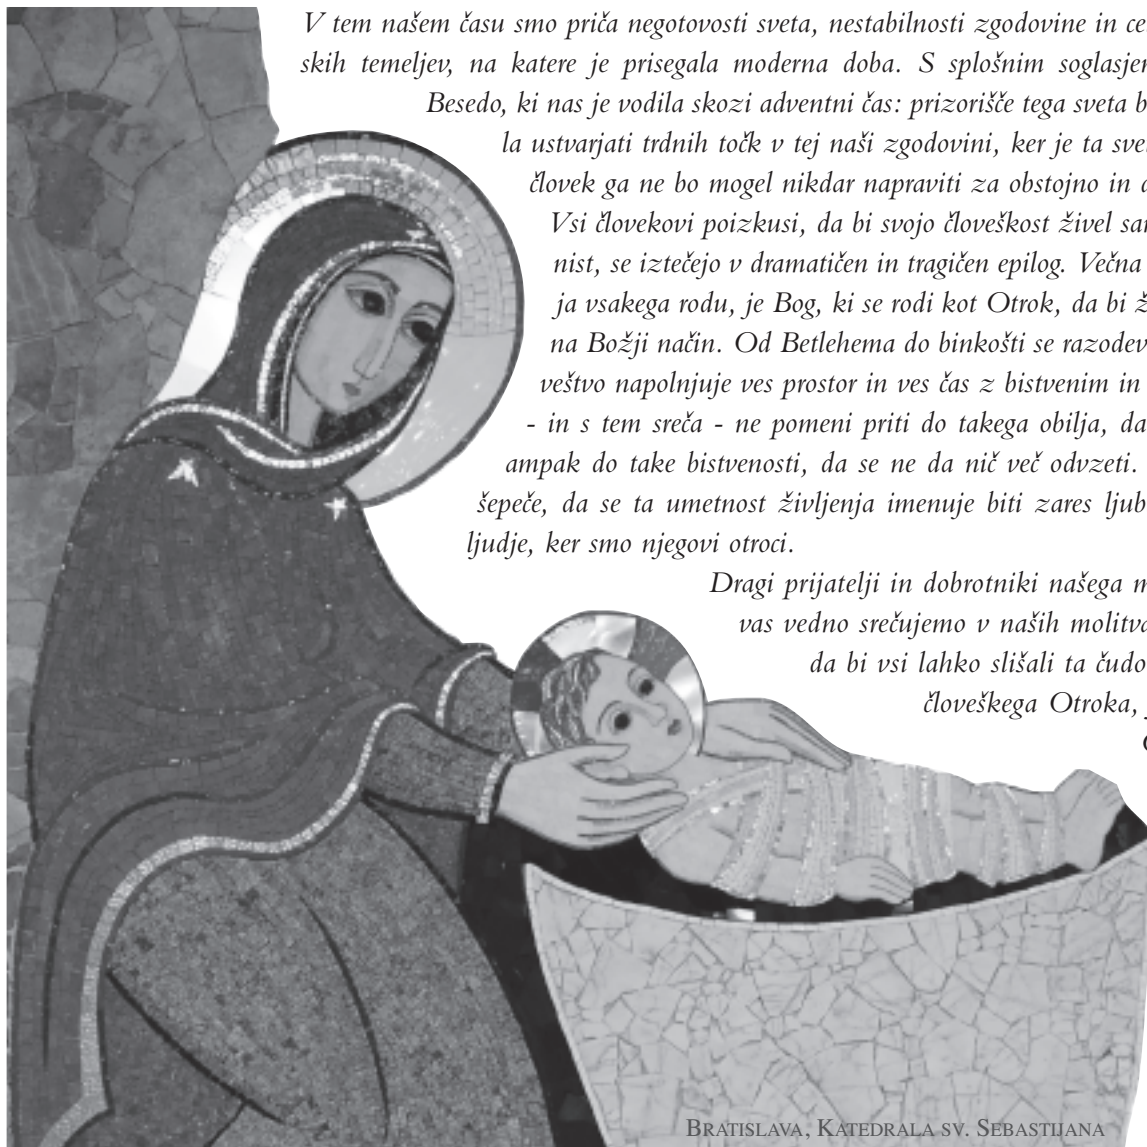 V tem našem času smo priča negotovosti sveta, nestabilnosti zgodovine in ce
skih temeljev, na katere je prisegala moderna doba. S splošnim soglasjem
Besedo, ki nas je vodila skozi adventni čas: prizorišče tega sveta b
la ustvarjati trdnih točk v tej naši zgodovini, ker je ta sve
človek ga ne bo mogel nikdar napraviti za obstojno in
Vsi človekovi poizkusi, da bi svojo človeškost živel sa
nist, se iztečejo v dramatičen in tragičen epilog. Večna
ja vsakega rodu, je Bog, ki se rodi kot Otrok, da bi ž
na Božji način. Od Betlehema do binkošti se razodev
veštvo napolnjuje ves prostor in ves čas z bistvenim in
- in s tem sreča - ne pomeni priti do takega obilja, da
ampak do take bistvenosti, da se ne da nič več odvzeti.
šepeče, da se ta umetnost življenja imenuje biti zares ljub
ljudje, ker smo njegovi otroci.
Dragi prijatelji in dobrotniki našega
vas vedno srečujemo v naših molitva
da bi vsi lahko slišali ta čudo
človeškega Otroka,
BRATISLAVA, KATEDRALA SV. SEBASTIJANA